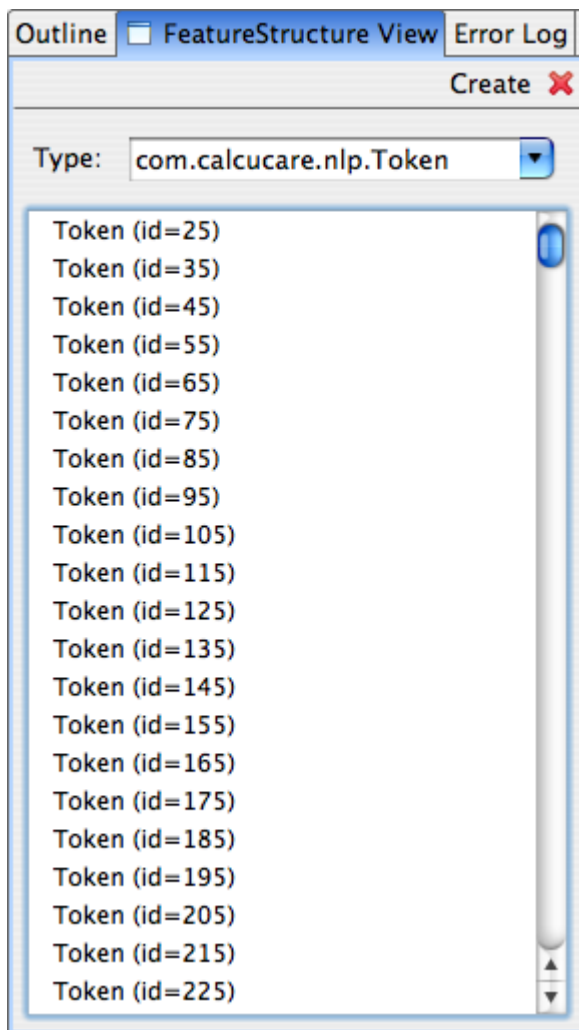 Outline FeatureStructure View Error Log
Create
Type: com.calcucare.nlp.Token
Token (id=25)
Token (id=35)
Token (id=45)
Token (id=55)
Token (id=65)
Token (id=75)
Token (id=85)
Token (id=95)
Token (id=105)
Token (id=115)
Token (id=125)
Token (id=135)
Token (id=145)
Token (id=155)
Token (id=165)
Token (id=175)
Token (id=185)
Token (id=195)
Token (id=205)
Token (id=215)
Token (id=225)